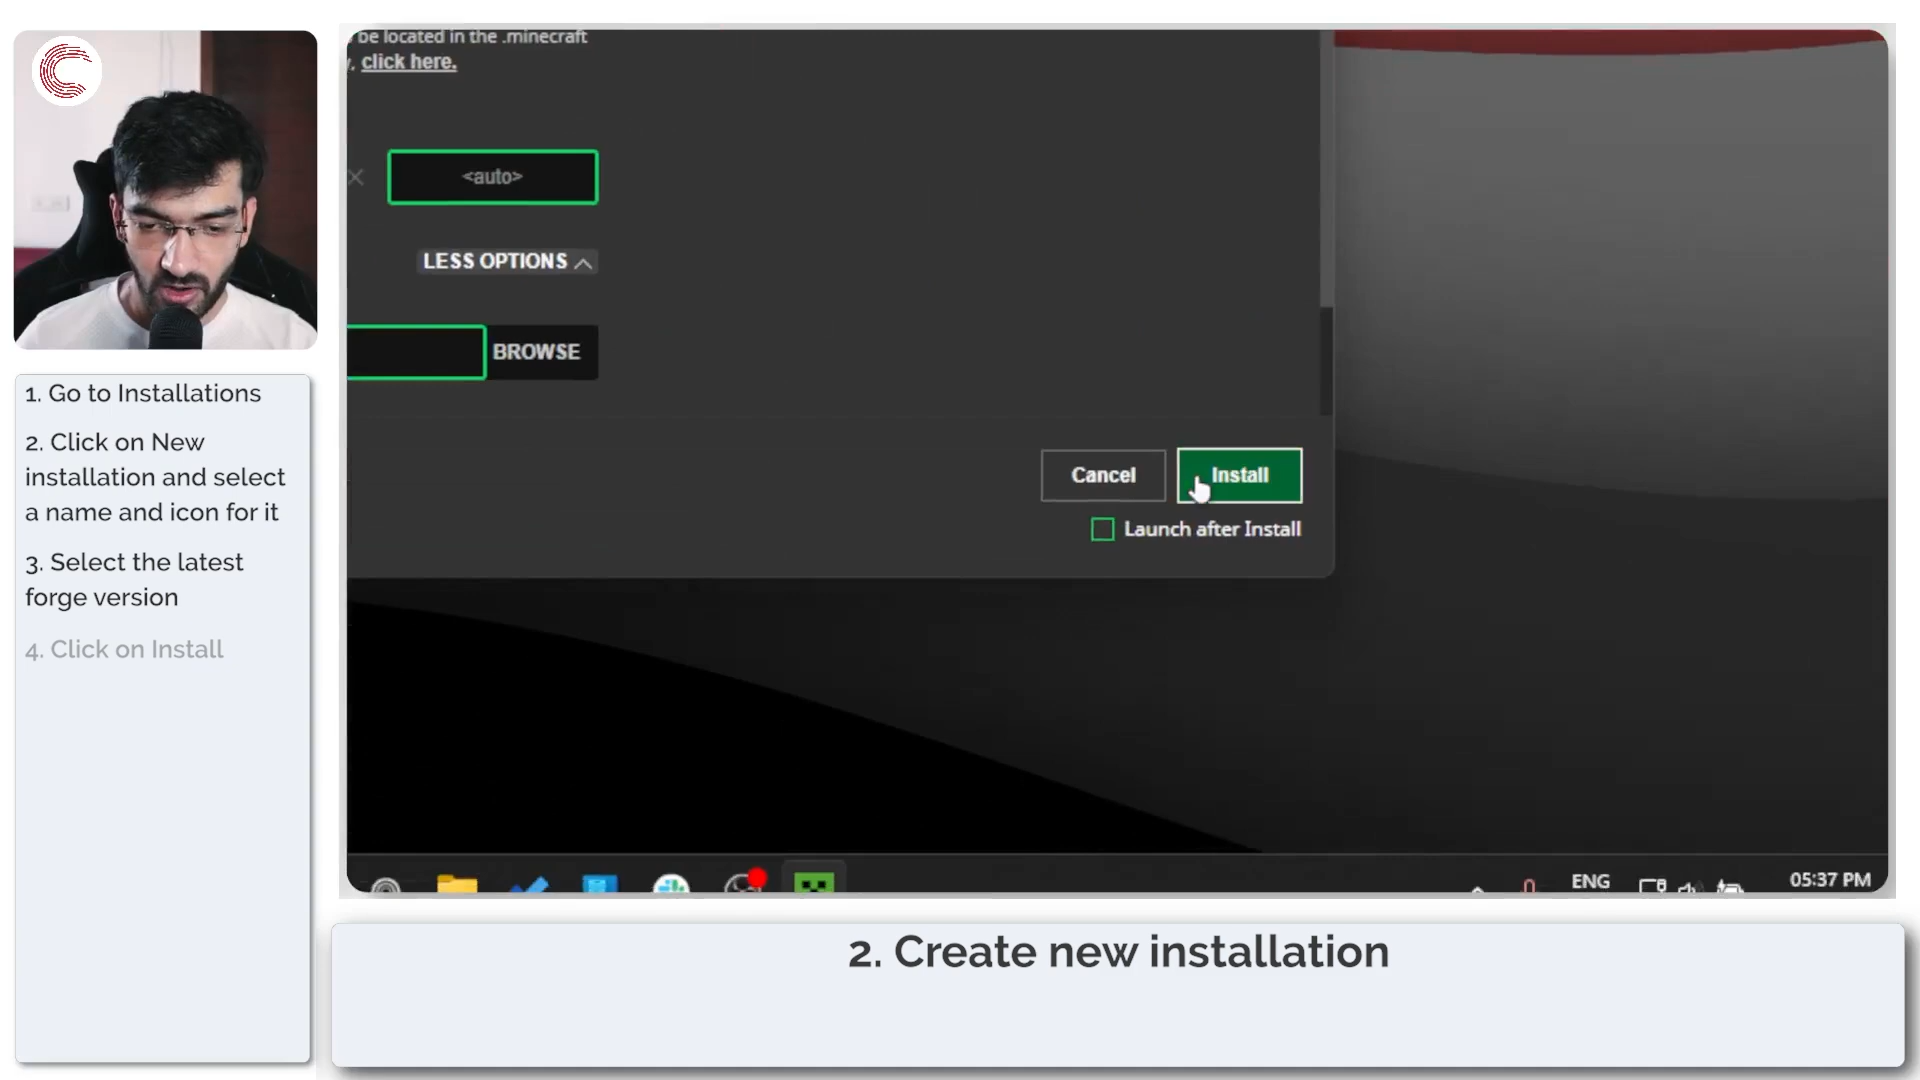 1. Go to Installations
2. Click on New
installation and select
a name and icon for it
3. Select the latest
forge version
4. Click on Install
be located in the .minecraft
click here.
<auto>
LESS OPTIONS
BROWSE
Cancel
Install
Launch after Install
ENG
05:37 PM
2. Create new installation